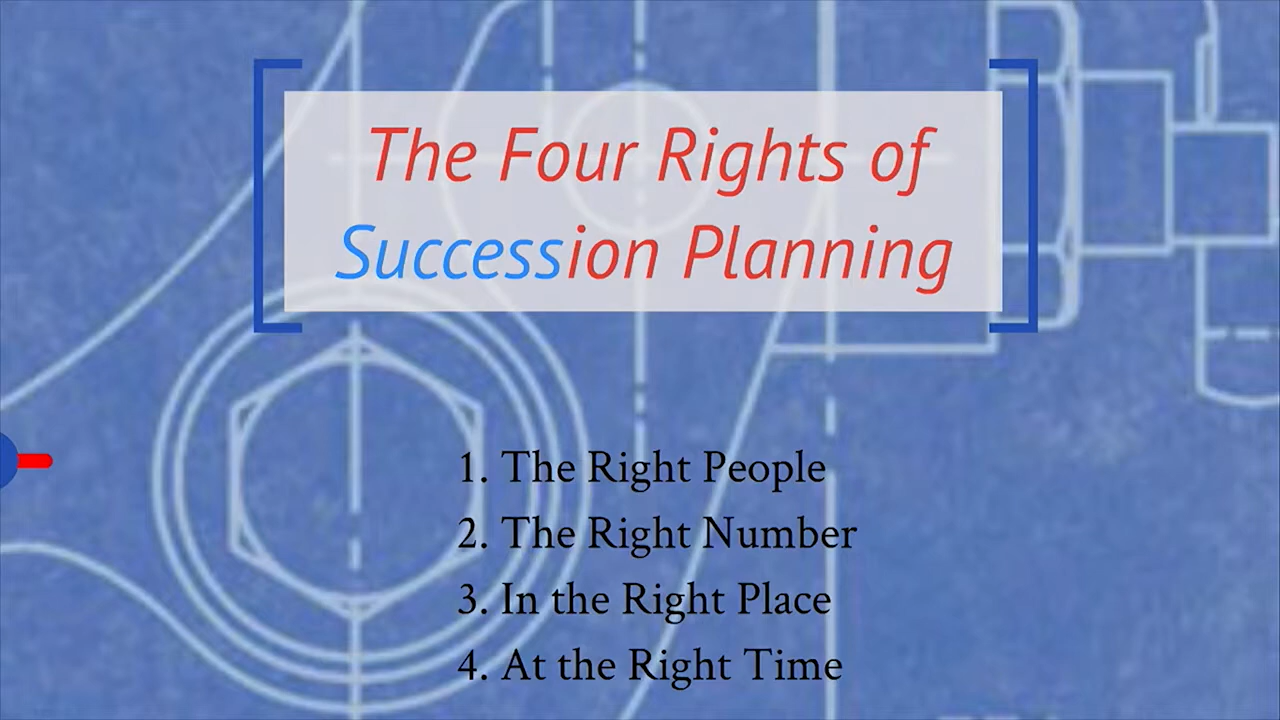 The Four Rights of
Succession Planning
1. The Right People
2. The Right Number
3. In the Right Place
4. At the Right Time